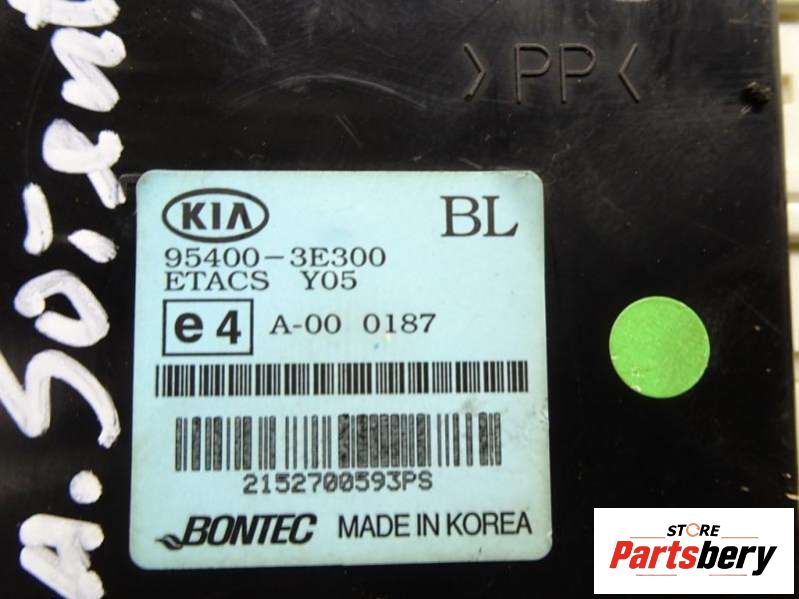 >PP<
KIA
BL
95400-3E300
ETACS Y05
e4 A-00 0187
2152700593PS
BONTEC MADE IN KOREA
STORE
Partsbery